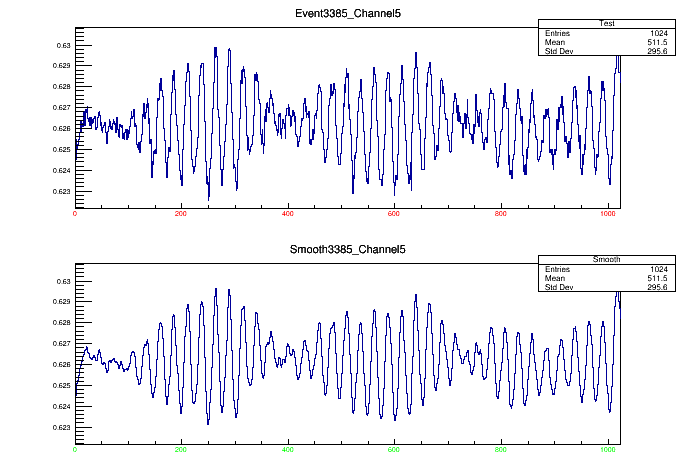 Event3385_Channel5
Test
Entries 1024
Mean 511.5
Std Dev 295.6
0.63
0.629
0.628
0.627
0.626
0.625
0.624
0.623
0 200 400 600 800 1000
Smooth3385_Channel5
Smooth
Entries 1024
Mean 511.5
Std Dev 295.6
0.63
0.629
0.628
0.627
0.626
0.625
0.624
0.623
0 200 400 600 800 1000